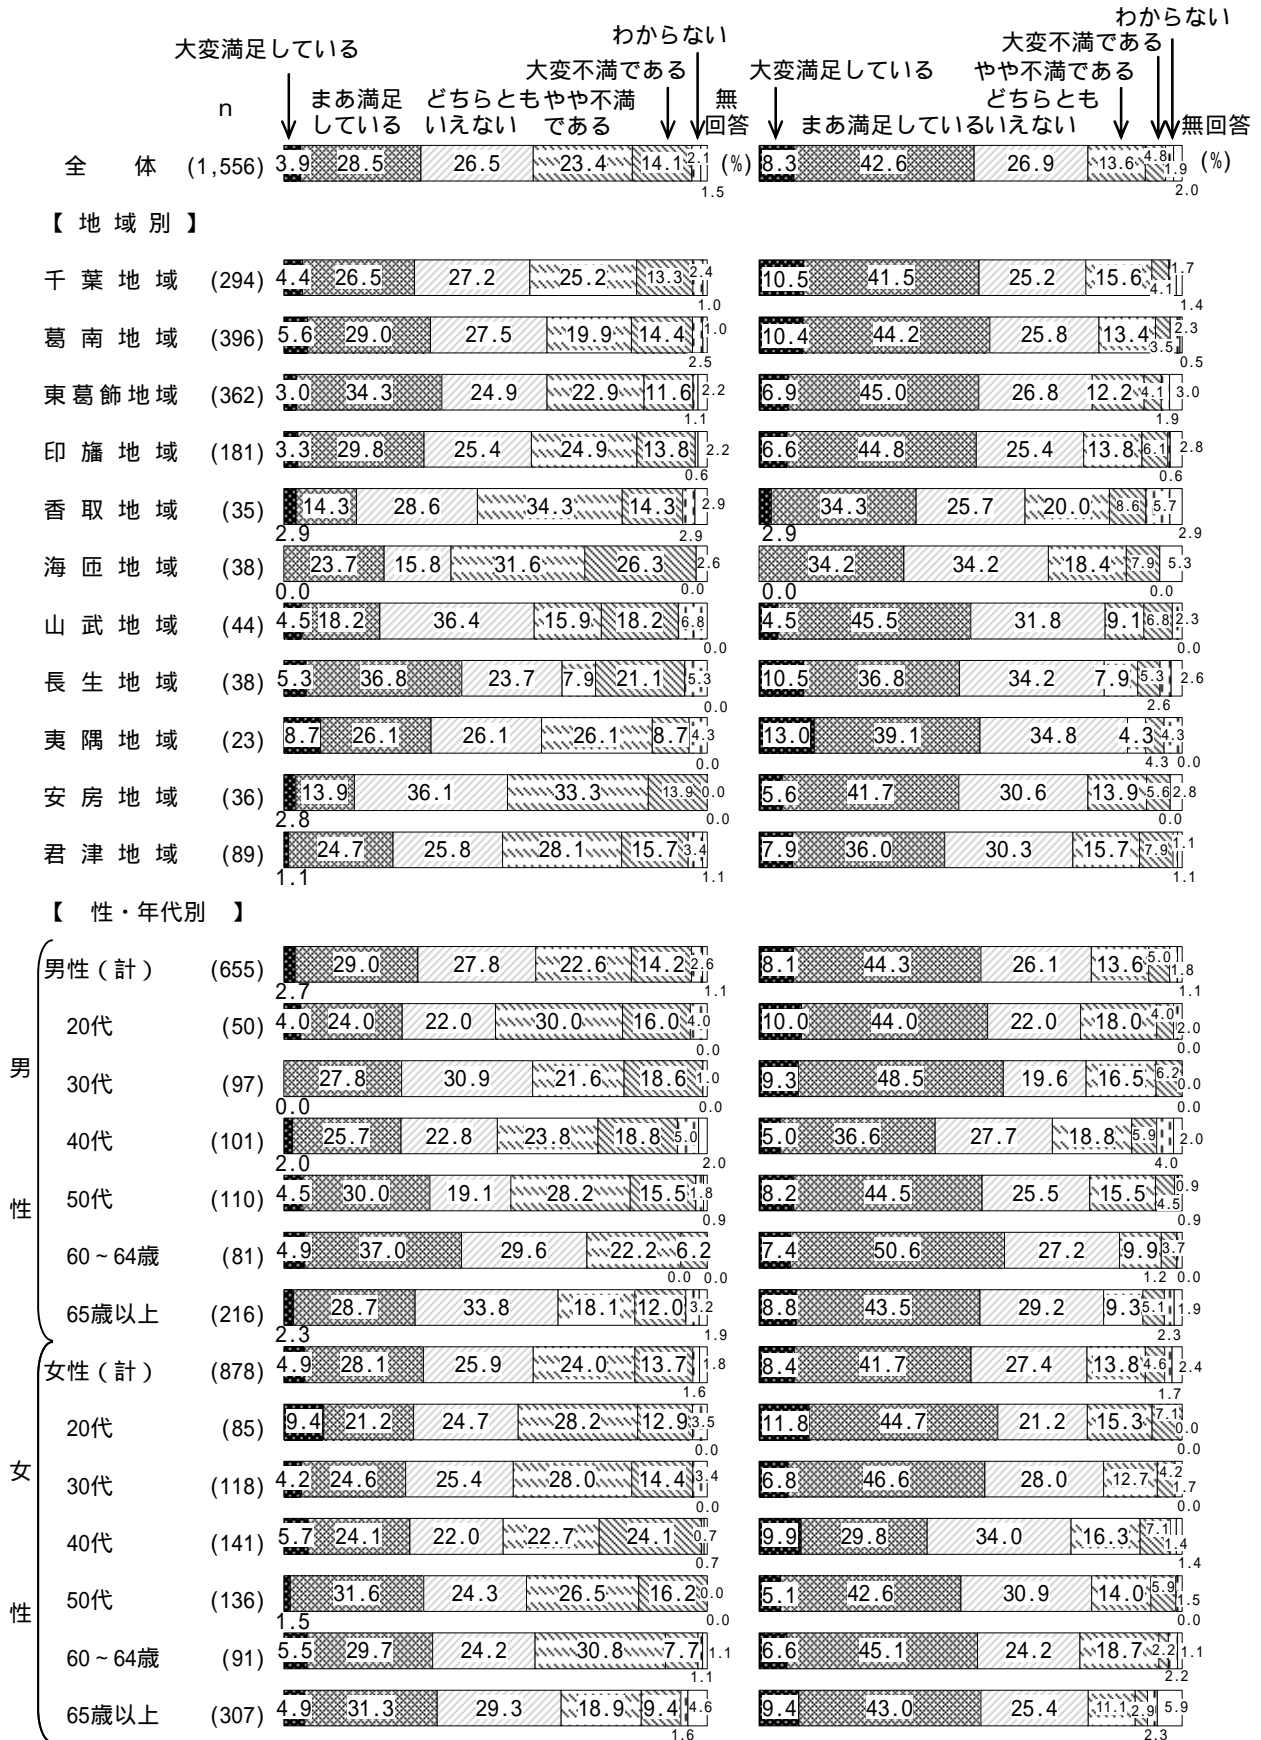 わからない
わからない
大変満足している
大変不満である
大変不満である
大変満足している
やや不満である
n
まあ満足している
どちらともいえない
やや不満である
無回答
まあ満足している
どちらともいえない
無回答
全体 (1,556) 3.9 28.5 26.5 23.4 14.1 2.1 1.5 (%) 8.3 42.6 26.9 13.6 4.8 1.9 2.0 (%)
【地域別】
千葉地域 (294) 4.4 26.5 27.2 25.2 13.3 2.4 1.0 10.5 41.5 25.2 15.6 4.1 1.7 1.4
葛南地域 (396) 5.6 29.0 27.5 19.9 14.4 2.5 1.0 10.4 44.2 25.8 13.4 3.5 2.3 0.5
東葛飾地域 (362) 3.0 34.3 24.9 22.9 11.6 1.1 2.2 6.9 45.0 26.8 12.2 4.1 1.9 3.0
印旛地域 (181) 3.3 29.8 25.4 24.9 13.8 0.6 2.2 6.6 44.8 25.4 13.8 6.1 0.6 2.8
香取地域 (35) 2.9 14.3 28.6 34.3 14.3 2.9 2.9 2.9 34.3 25.7 20.0 8.6 5.7 2.9
海匝地域 (38) 0.0 23.7 15.8 31.6 26.3 0.0 2.6 0.0 34.2 34.2 18.4 7.9 0.0 5.3
山武地域 (44) 4.5 18.2 36.4 15.9 18.2 6.8 0.0 4.5 45.5 31.8 9.1 6.8 2.3 0.0
長生地域 (38) 5.3 36.8 23.7 7.9 21.1 5.3 0.0 10.5 36.8 34.2 7.9 5.3 2.6 2.6
夷隅地域 (23) 8.7 26.1 26.1 26.1 8.7 4.3 0.0 13.0 39.1 34.8 4.3 4.3 4.3 0.0
安房地域 (36) 2.8 13.9 36.1 33.3 13.9 0.0 0.0 5.6 41.7 30.6 13.9 5.6 0.0 2.8
君津地域 (89) 1.1 24.7 25.8 28.1 15.7 3.4 1.1 7.9 36.0 30.3 15.7 7.9 1.1 1.1
【 性・年代別 】
男性（計） (655) 2.7 29.0 27.8 22.6 14.2 2.6 1.1 8.1 44.3 26.1 13.6 5.0 1.8 1.1
20代 (50) 4.0 24.0 22.0 30.0 16.0 4.0 0.0 10.0 44.0 22.0 18.0 4.0 2.0 0.0
男
30代 (97) 0.0 27.8 30.9 21.6 18.6 1.0 0.0 9.3 48.5 19.6 16.5 6.2 0.0 0.0
40代 (101) 2.0 25.7 22.8 23.8 18.8 5.0 2.0 5.0 36.6 27.7 18.8 5.9 4.0 2.0
性
50代 (110) 4.5 30.0 19.1 28.2 15.5 1.8 0.9 8.2 44.5 25.5 15.5 4.5 0.9 0.9
60～64歳 (81) 4.9 37.0 29.6 22.2 6.2 0.0 0.0 7.4 50.6 27.2 9.9 3.7 1.2 0.0
65歳以上 (216) 2.3 28.7 33.8 18.1 12.0 3.2 1.9 8.8 43.5 29.2 9.3 5.1 2.3 1.9
女性（計） (878) 4.9 28.1 25.9 24.0 13.7 1.6 1.8 8.4 41.7 27.4 13.8 4.6 1.7 2.4
20代 (85) 9.4 21.2 24.7 28.2 12.9 3.5 0.0 11.8 44.7 21.2 15.3 7.1 0.0 0.0
女
30代 (118) 4.2 24.6 25.4 28.0 14.4 3.4 0.0 6.8 46.6 28.0 12.7 4.2 1.7 0.0
40代 (141) 5.7 24.1 22.0 22.7 24.1 0.7 0.7 9.9 29.8 34.0 16.3 7.1 1.4 1.4
性
50代 (136) 1.5 31.6 24.3 26.5 16.2 0.0 0.0 5.1 42.6 30.9 14.0 5.9 1.5 0.0
60～64歳 (91) 5.5 29.7 24.2 30.8 7.7 1.1 1.1 6.6 45.1 24.2 18.7 2.2 2.2 1.1
65歳以上 (307) 4.9 31.3 29.3 18.9 9.4 1.6 4.6 9.4 43.0 25.4 11.1 2.9 2.3 5.9